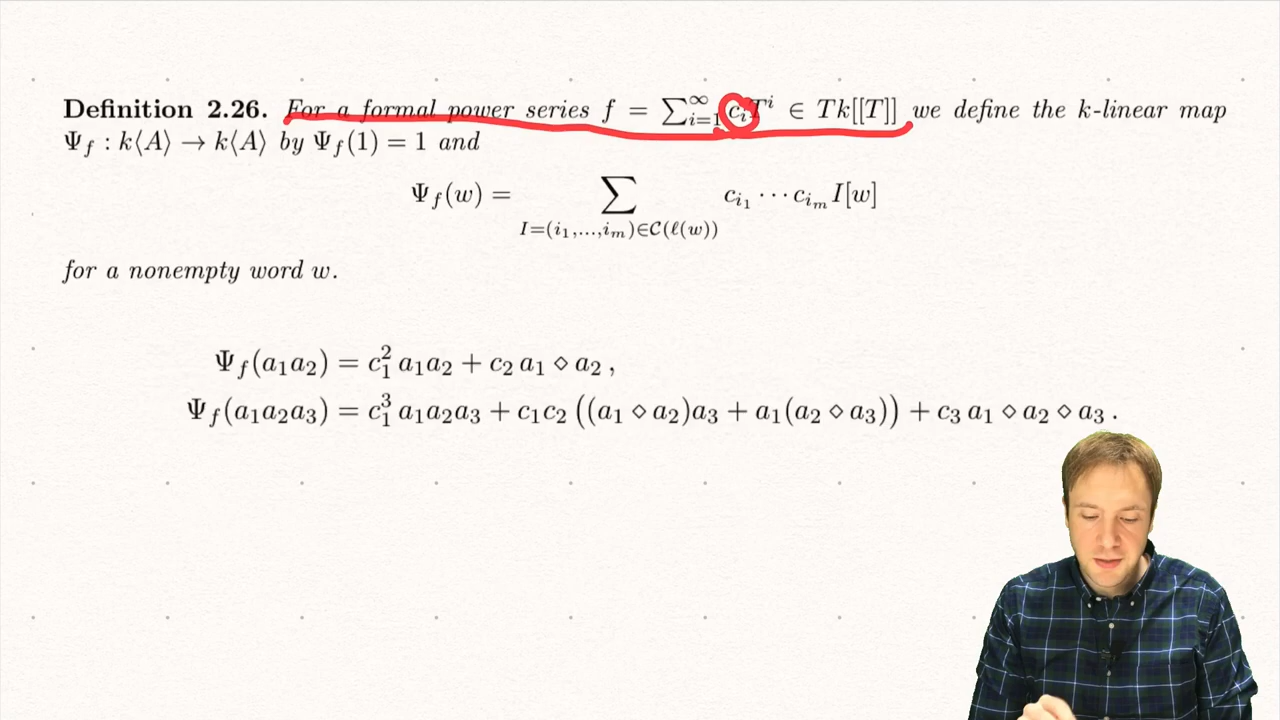 Definition 2.26. For a formal power series f = ∑_{i=1}^{∞} c_i T^i ∈ Tk[[T]] we define the k-linear map
Ψ_f : k⟨A⟩ → k⟨A⟩ by Ψ_f(1) = 1 and
Ψ_f(w) = ∑_{I=(i_1,...,i_m)∈𝒞(ℓ(w))} c_{i_1} ··· c_{i_m} I[w]
for a nonempty word w.
Ψ_f(a_1a_2) = c_1^2 a_1a_2 + c_2 a_1 ⋄ a_2 ,
Ψ_f(a_1a_2a_3) = c_1^3 a_1a_2a_3 + c_1c_2 ((a_1 ⋄ a_2)a_3 + a_1(a_2 ⋄ a_3)) + c_3 a_1 ⋄ a_2 ⋄ a_3 .